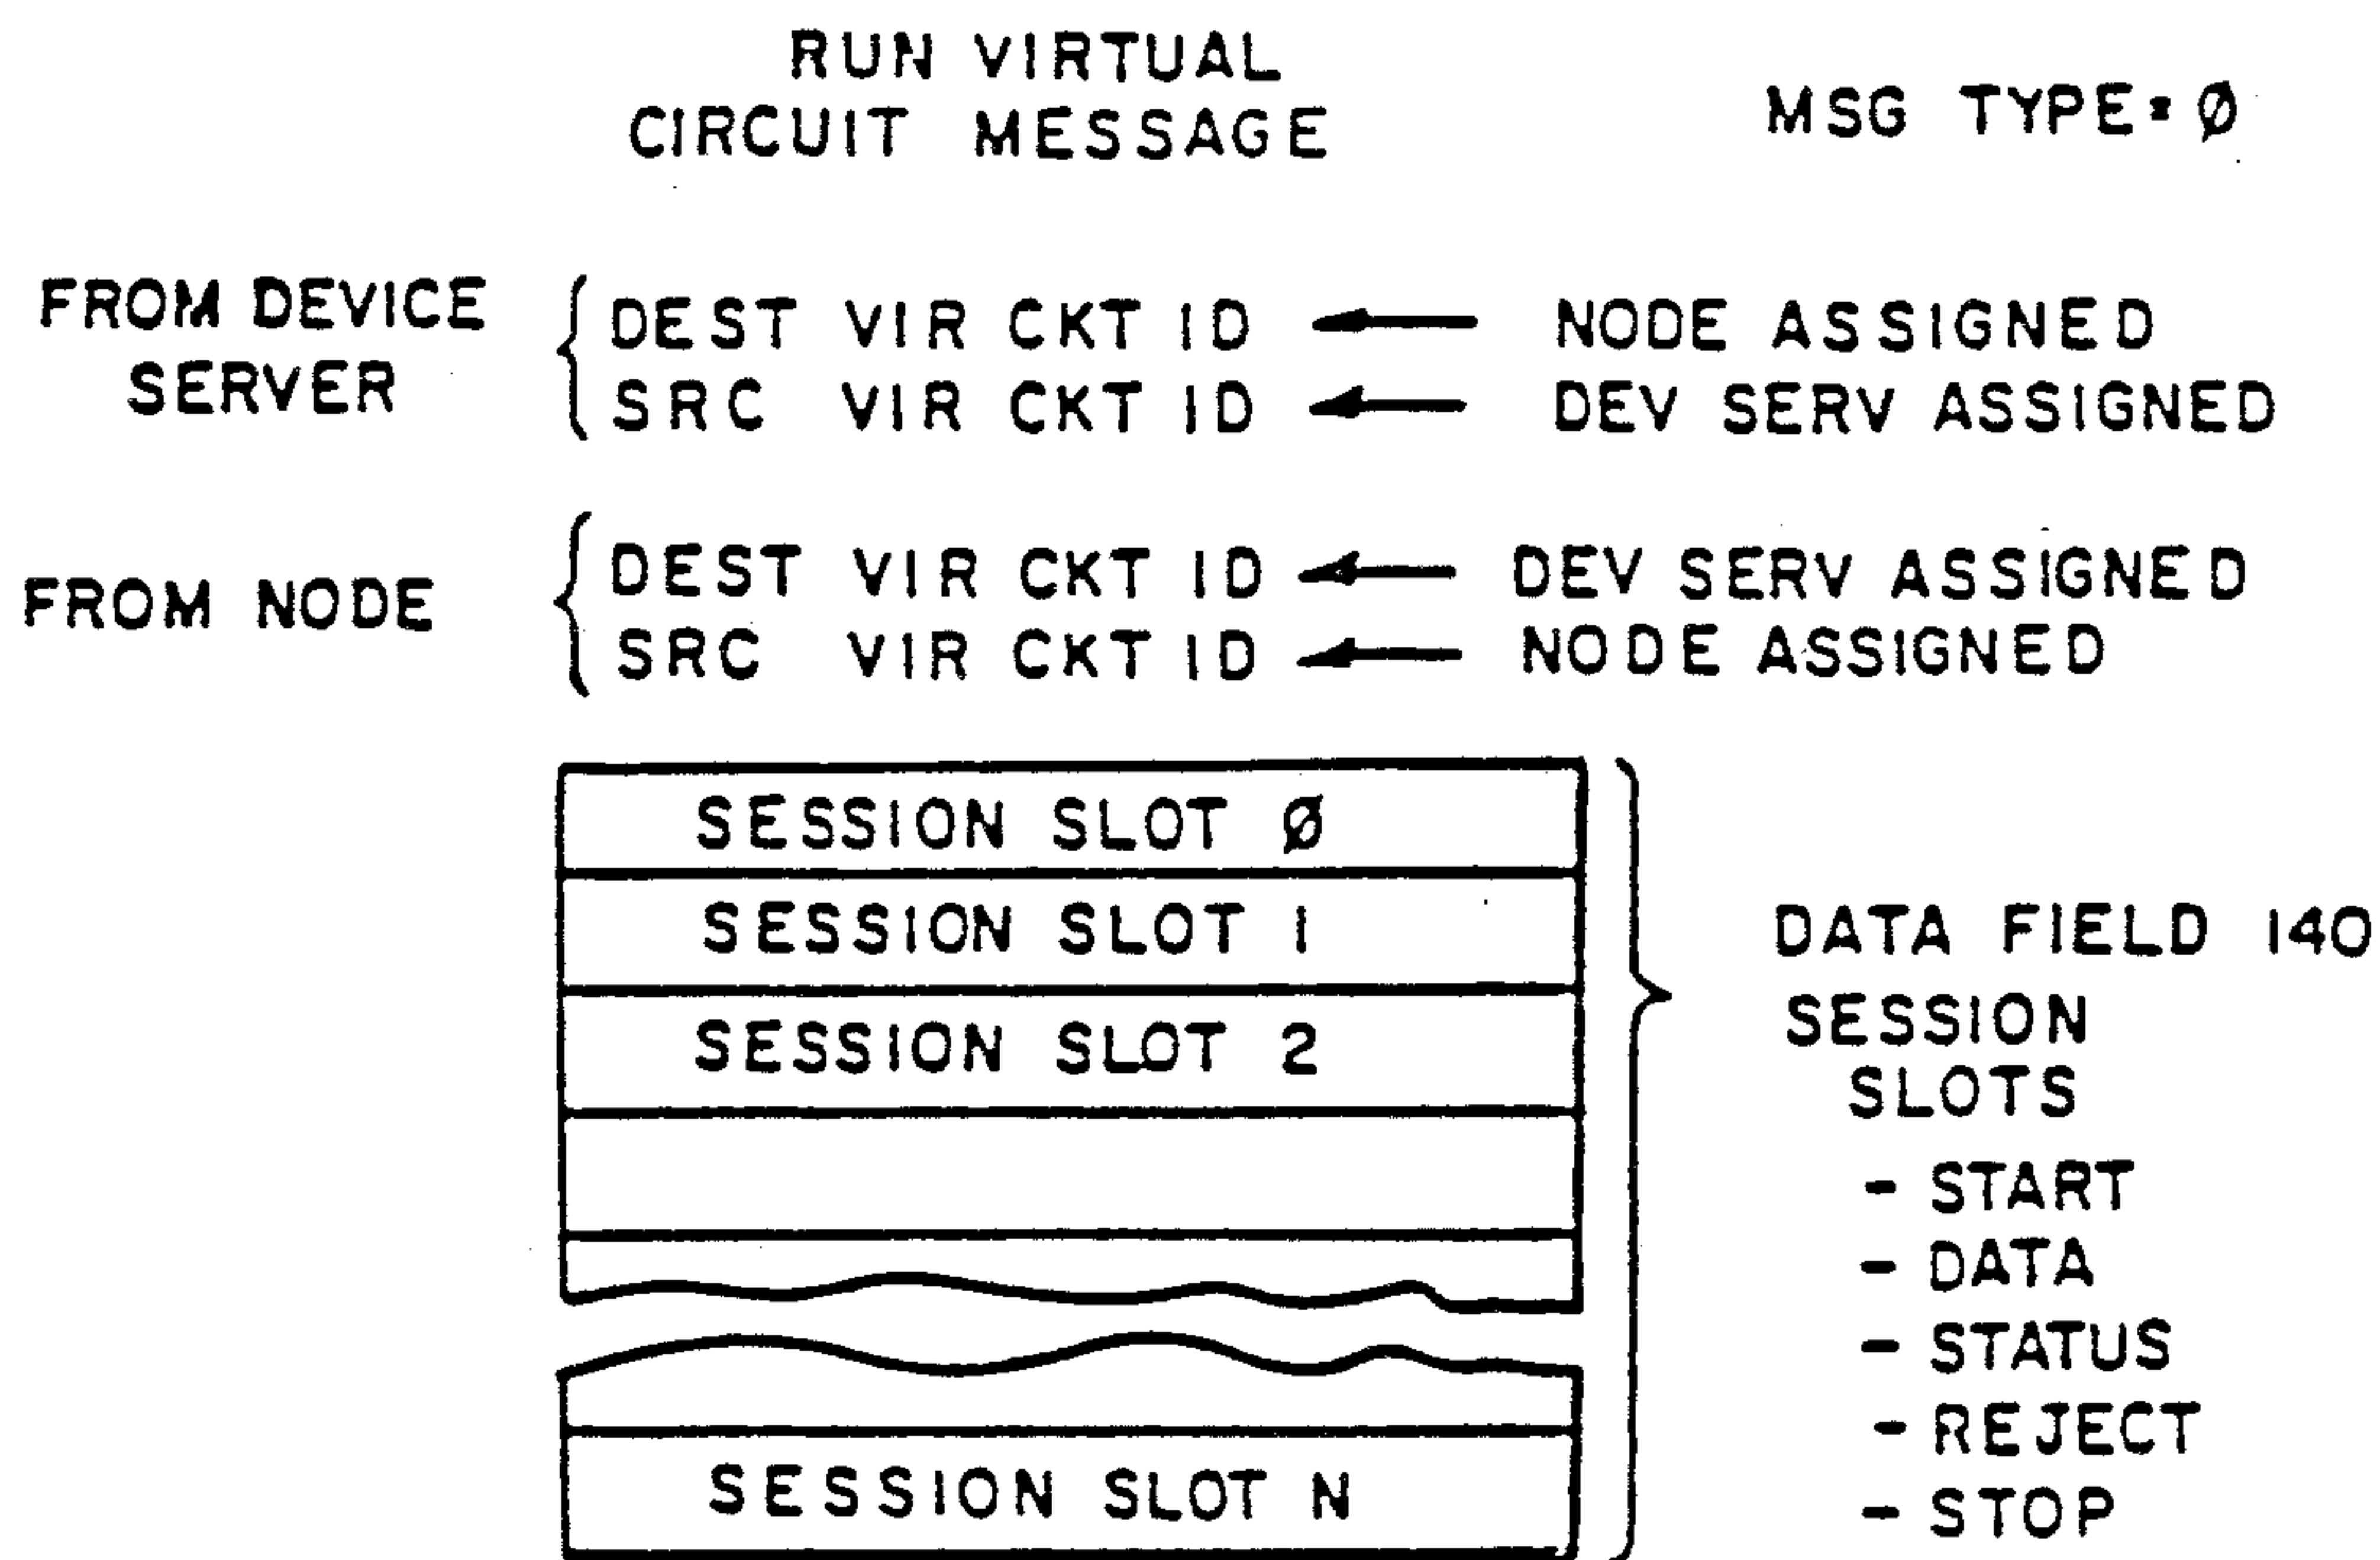 RUN VIRTUAL
CIRCUIT MESSAGE
MSG TYPE=Ø
FROM DEVICE
SERVER
DEST VIR CKT ID ← NODE ASSIGNED
SRC VIR CKT ID ← DEV SERV ASSIGNED
FROM NODE
DEST VIR CKT ID ← DEV SERV ASSIGNED
SRC VIR CKT ID ← NODE ASSIGNED
SESSION SLOT Ø
SESSION SLOT 1
SESSION SLOT 2
SESSION SLOT N
DATA FIELD 140
SESSION
SLOTS
- START
- DATA
- STATUS
- REJECT
- STOP